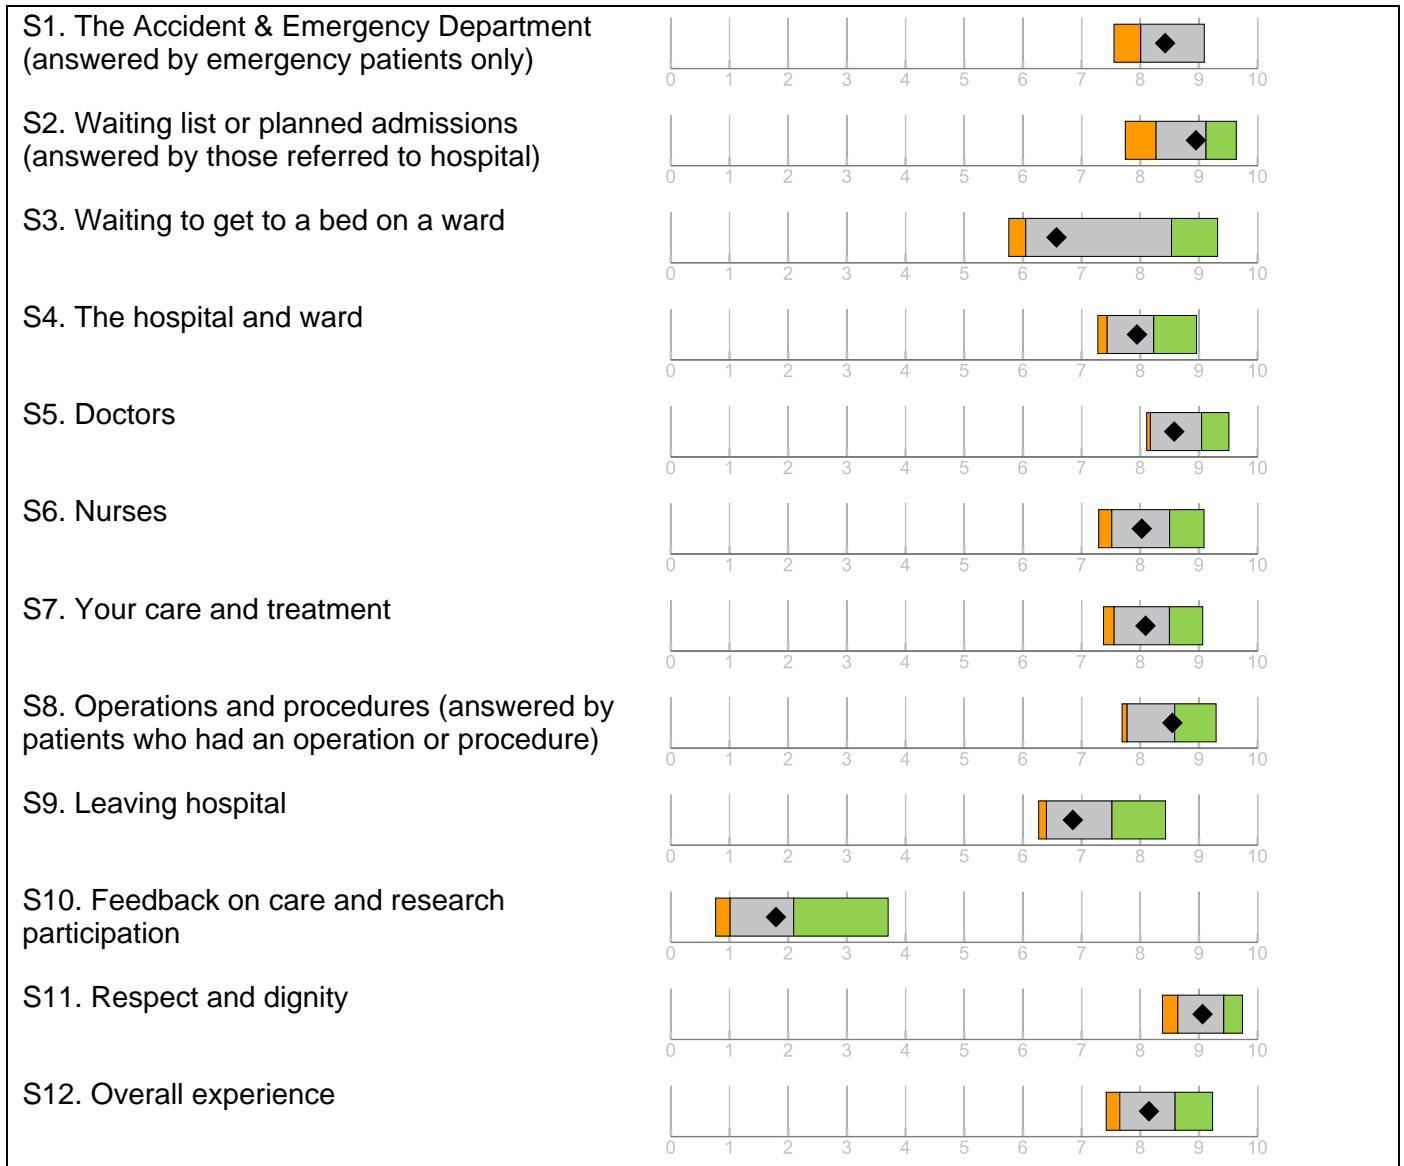 S1. The Accident & Emergency Department
(answered by emergency patients only)
0 1 2 3 4 5 6 7 8 9 10
S2. Waiting list or planned admissions
(answered by those referred to hospital)
0 1 2 3 4 5 6 7 8 9 10
S3. Waiting to get to a bed on a ward
0 1 2 3 4 5 6 7 8 9 10
S4. The hospital and ward
0 1 2 3 4 5 6 7 8 9 10
S5. Doctors
0 1 2 3 4 5 6 7 8 9 10
S6. Nurses
0 1 2 3 4 5 6 7 8 9 10
S7. Your care and treatment
0 1 2 3 4 5 6 7 8 9 10
S8. Operations and procedures (answered by
patients who had an operation or procedure)
0 1 2 3 4 5 6 7 8 9 10
S9. Leaving hospital
0 1 2 3 4 5 6 7 8 9 10
S10. Feedback on care and research
participation
0 1 2 3 4 5 6 7 8 9 10
S11. Respect and dignity
0 1 2 3 4 5 6 7 8 9 10
S12. Overall experience
0 1 2 3 4 5 6 7 8 9 10